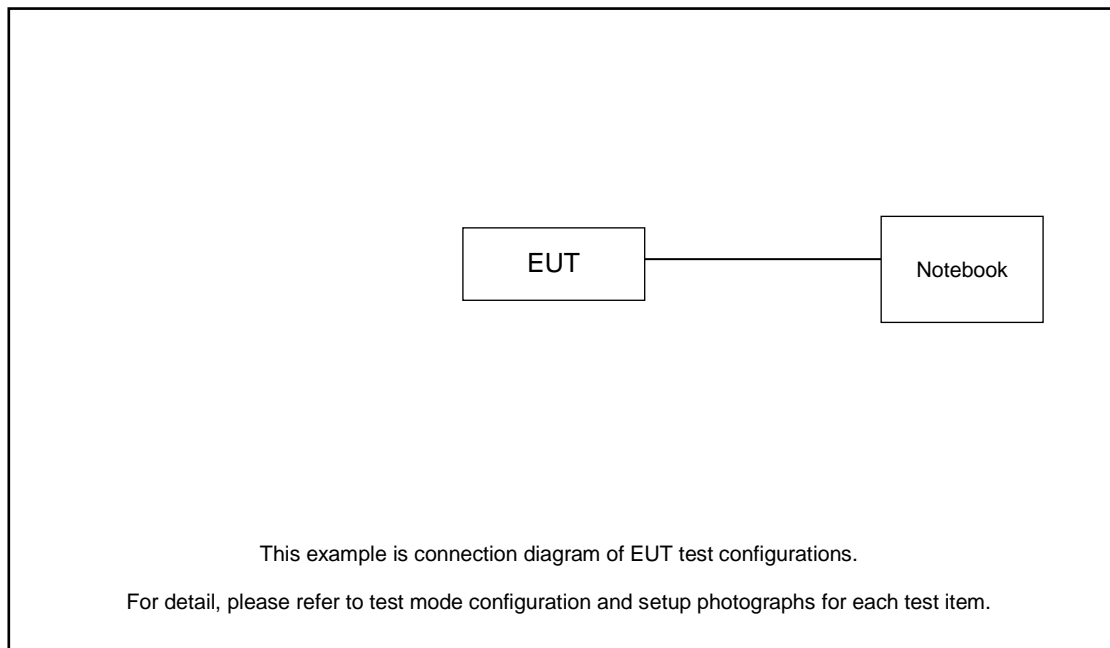 EUT
Notebook
This example is connection diagram of EUT test configurations.
For detail, please refer to test mode configuration and setup photographs for each test item.